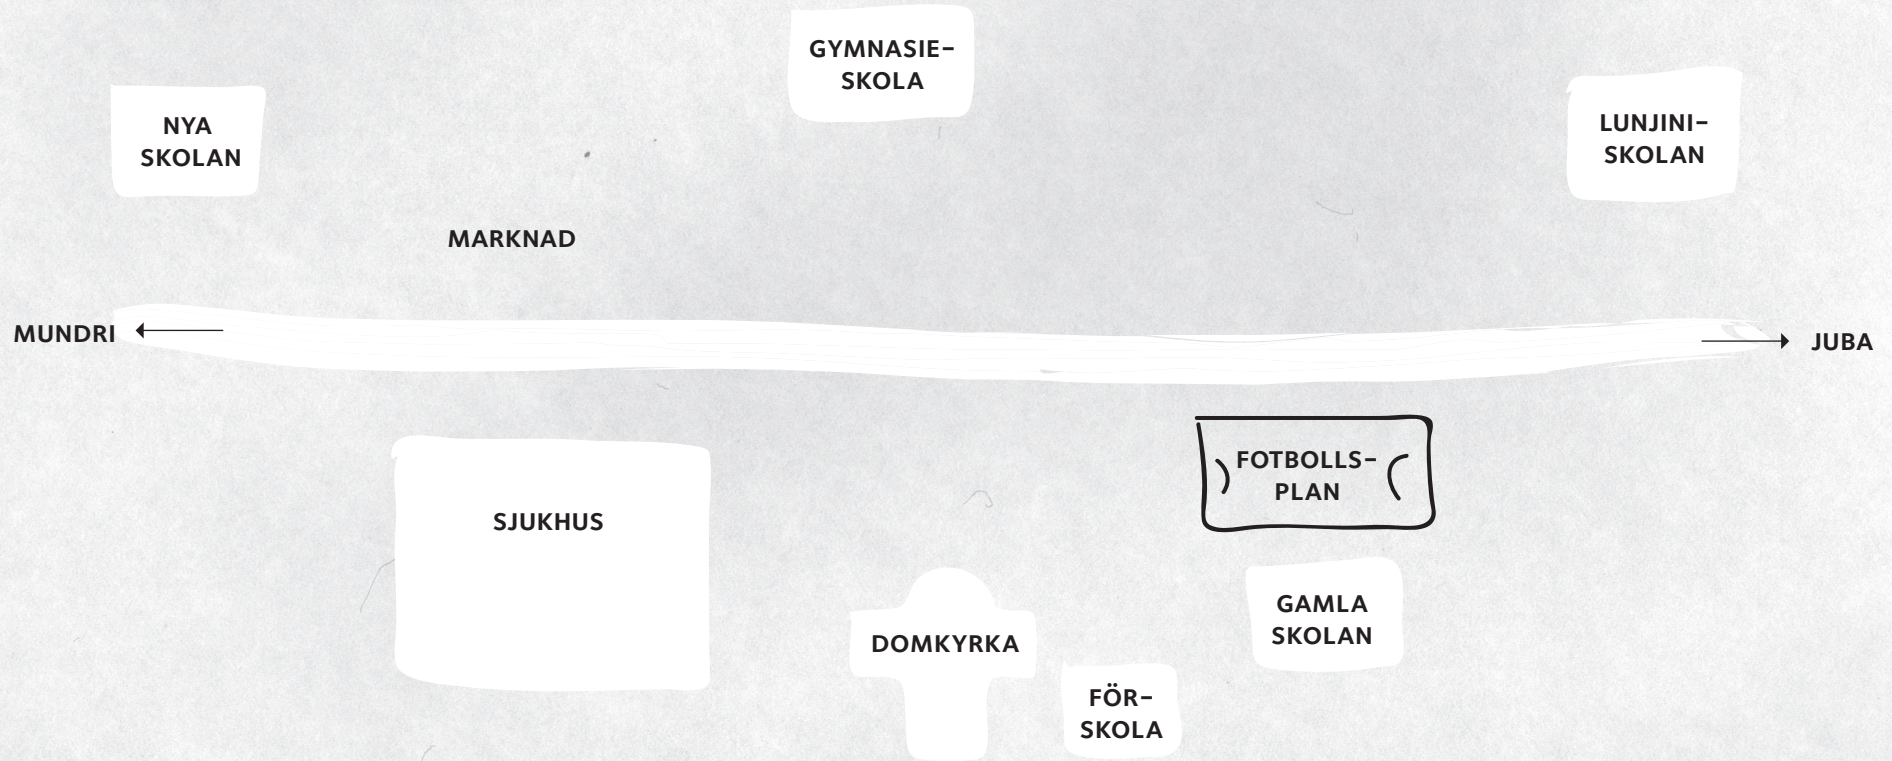 GYMNASIE–
SKOLA
NYA
SKOLAN
LUNJINI–
SKOLAN
MARKNAD
MUNDRI
JUBA
FOTBOLLS–
PLAN
SJUKHUS
GAMLA
SKOLAN
DOMKYRKA
FÖR–
SKOLA